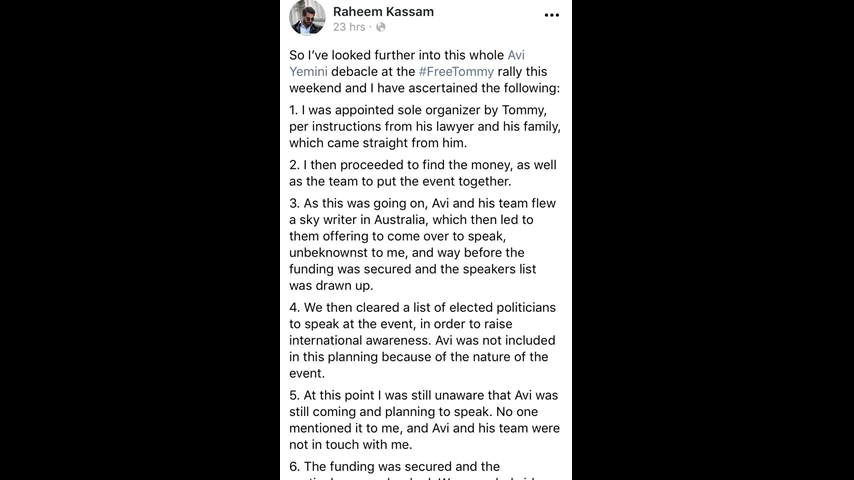 Raheem Kassam
23 hrs ·
So I've looked further into this whole Avi
Yemini debacle at the #FreeTommy rally this
weekend and I have ascertained the following:
1. I was appointed sole organizer by Tommy,
per instructions from his lawyer and his family,
which came straight from him.
2. I then proceeded to find the money, as well
as the team to put the event together.
3. As this was going on, Avi and his team flew
a sky writer in Australia, which then led to
them offering to come over to speak,
unbeknownst to me, and way before the
funding was secured and the speakers list
was drawn up.
4. We then cleared a list of elected politicians
to speak at the event, in order to raise
international awareness. Avi was not included
in this planning because of the nature of the
event.
5. At this point I was still unaware that Avi was
still coming and planning to speak. No one
mentioned it to me, and Avi and his team were
not in touch with me.
6. The funding was secured and the